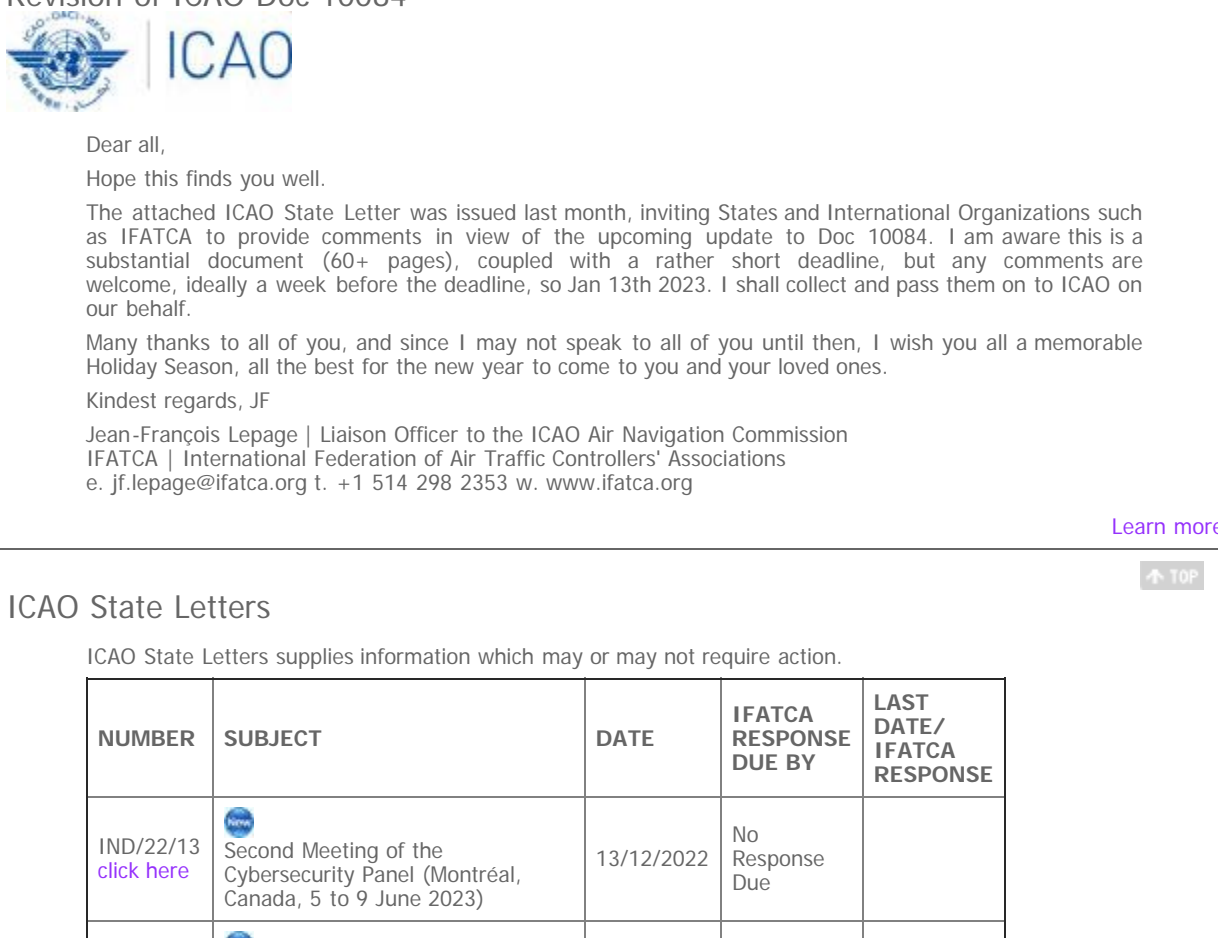 Revision of ICAO Doc 10084
ICAO
Dear all,
Hope this finds you well.
The attached ICAO State Letter was issued last month, inviting States and International Organizations such
as IFATCA to provide comments in view of the upcoming update to Doc 10084. I am aware this is a
substantial document (60+ pages), coupled with a rather short deadline, but any comments are
welcome, ideally a week before the deadline, so Jan 13th 2023. I shall collect and pass them on to ICAO on
our behalf.
Many thanks to all of you, and since I may not speak to all of you until then, I wish you all a memorable
Holiday Season, all the best for the new year to come to you and your loved ones.
Kindest regards, JF
Jean-François Lepage | Liaison Officer to the ICAO Air Navigation Commission
IFATCA | International Federation of Air Traffic Controllers' Associations
e. jf.lepage@ifatca.org t. +1 514 298 2353 w. www.ifatca.org
Learn more
TOP
ICAO State Letters
ICAO State Letters supplies information which may or may not require action.
NUMBER
SUBJECT
DATE
IFATCA
RESPONSE
DUE BY
LAST
DATE/
IFATCA
RESPONSE
IND/22/13
click here
New
Second Meeting of the
Cybersecurity Panel (Montréal,
Canada, 5 to 9 June 2023)
13/12/2022
No
Response
Due